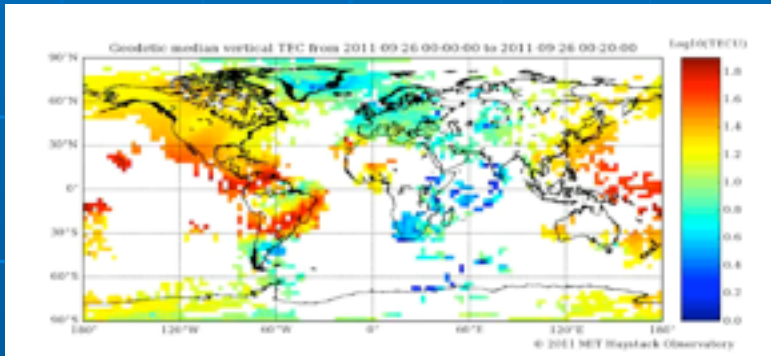 Geodetic median vertical TEC from 2011-09-26 00:00:00 to 2011-09-26 00:20:00
Log10(TECU)
90°N
60°N
30°N
0°
30°S
60°S
90°S
180° 120°W 60°W 0° 60°E 120°E 180°
1.8
1.6
1.4
1.2
1.0
0.8
0.6
0.4
0.2
0.0
© 2011 MIT Haystack Observatory